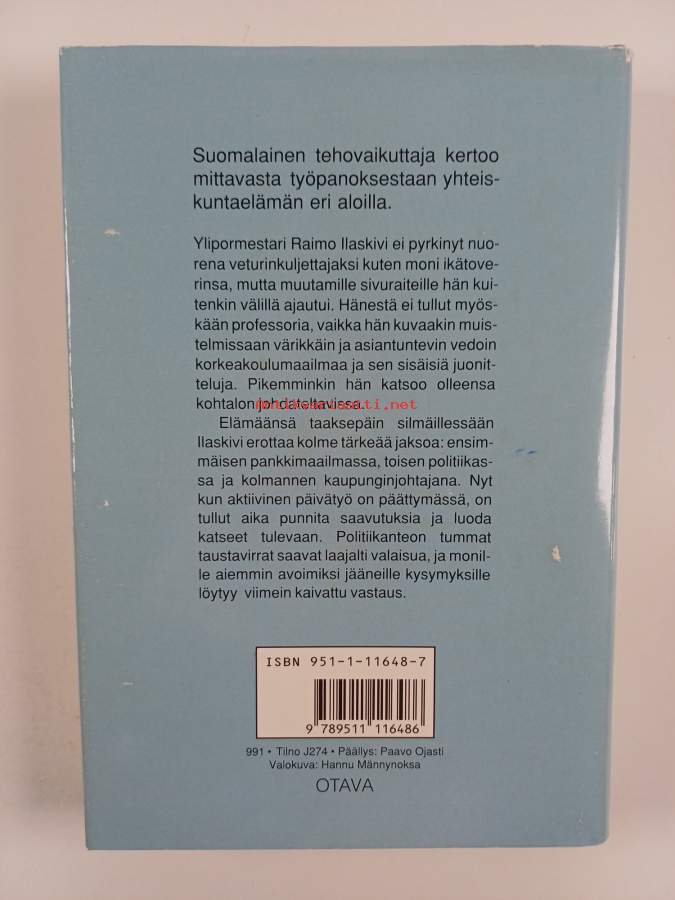 Suomalainen tehovaikuttaja kertoo
mittavasta työpanoksestaan yhteis-
kuntaelämän eri aloilla.
Ylipormestari Raimo Ilaskivi ei pyrkinyt nuo-
rena veturinkuljettajaksi kuten moni ikätove-
rinsa, mutta muutamille sivuraiteille hän kui-
tenkin välillä ajautui. Hänestä ei tullut myös-
kään professoria, vaikka hän kuvaakin muis-
telmissaan värikkäin ja asiantuntevin vedoin
korkeakoulumaailmaa ja sen sisäisiä juonit-
teluja. Pikemminkin hän katsoo olleensa
kohtalon johdateltavissa.
Elämäänsä taaksepäin silmäillessään
Ilaskivi erottaa kolme tärkeää jaksoa: ensim-
mäisen pankkimaailmassa, toisen politiikas-
sa ja kolmannen kaupunginjohtajana. Nyt
kun aktiivinen päivätyö on päättymässä, on
tullut aika punnita saavutuksia ja luoda
katseet tulevaan. Politiikanteon tummat
taustavirrat saavat laajalti valaisua, ja monil-
le aiemmin avoimiksi jääneille kysymyksille
löytyy viimein kaivattu vastaus.
ISBN 951-1-11648-7
9 789511 116486
991 • Tilno J274 • Päällys: Paavo Ojasti
Valokuva: Hannu Männynoksa
OTAVA